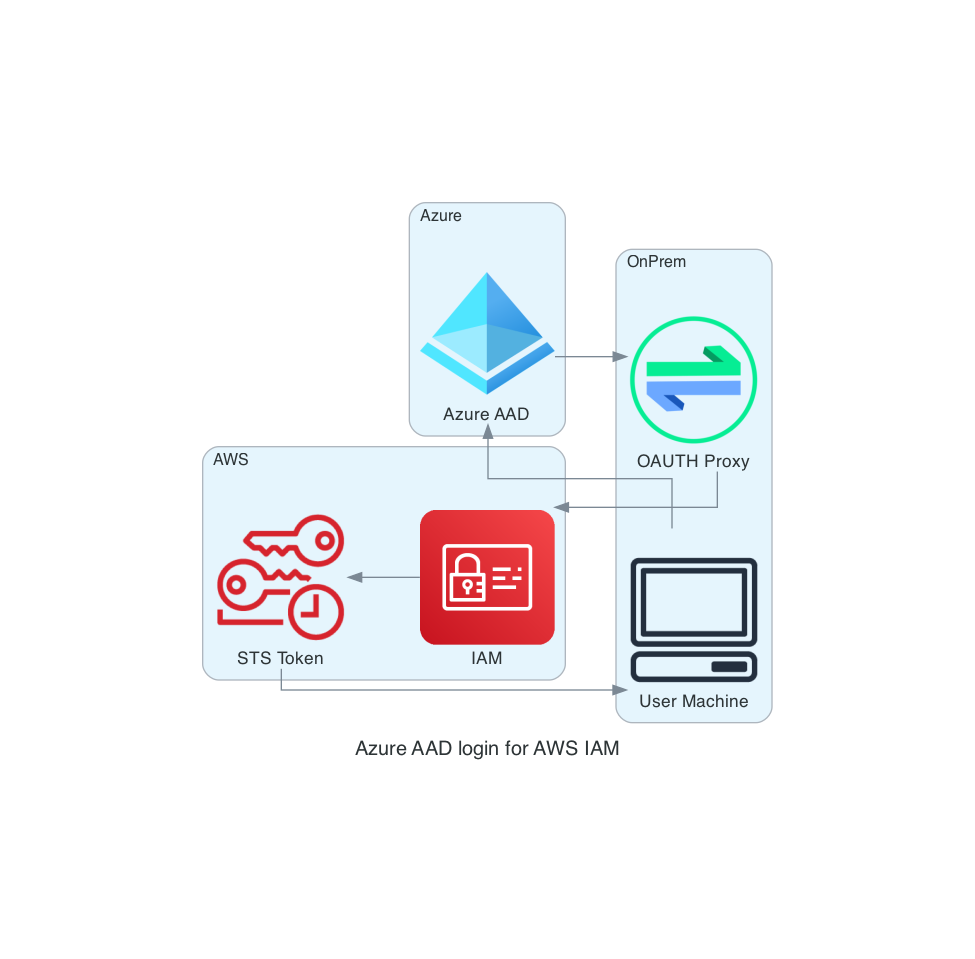 Azure
OnPrem
Azure AAD
AWS
OAUTH Proxy
STS Token
IAM
User Machine
Azure AAD login for AWS IAM